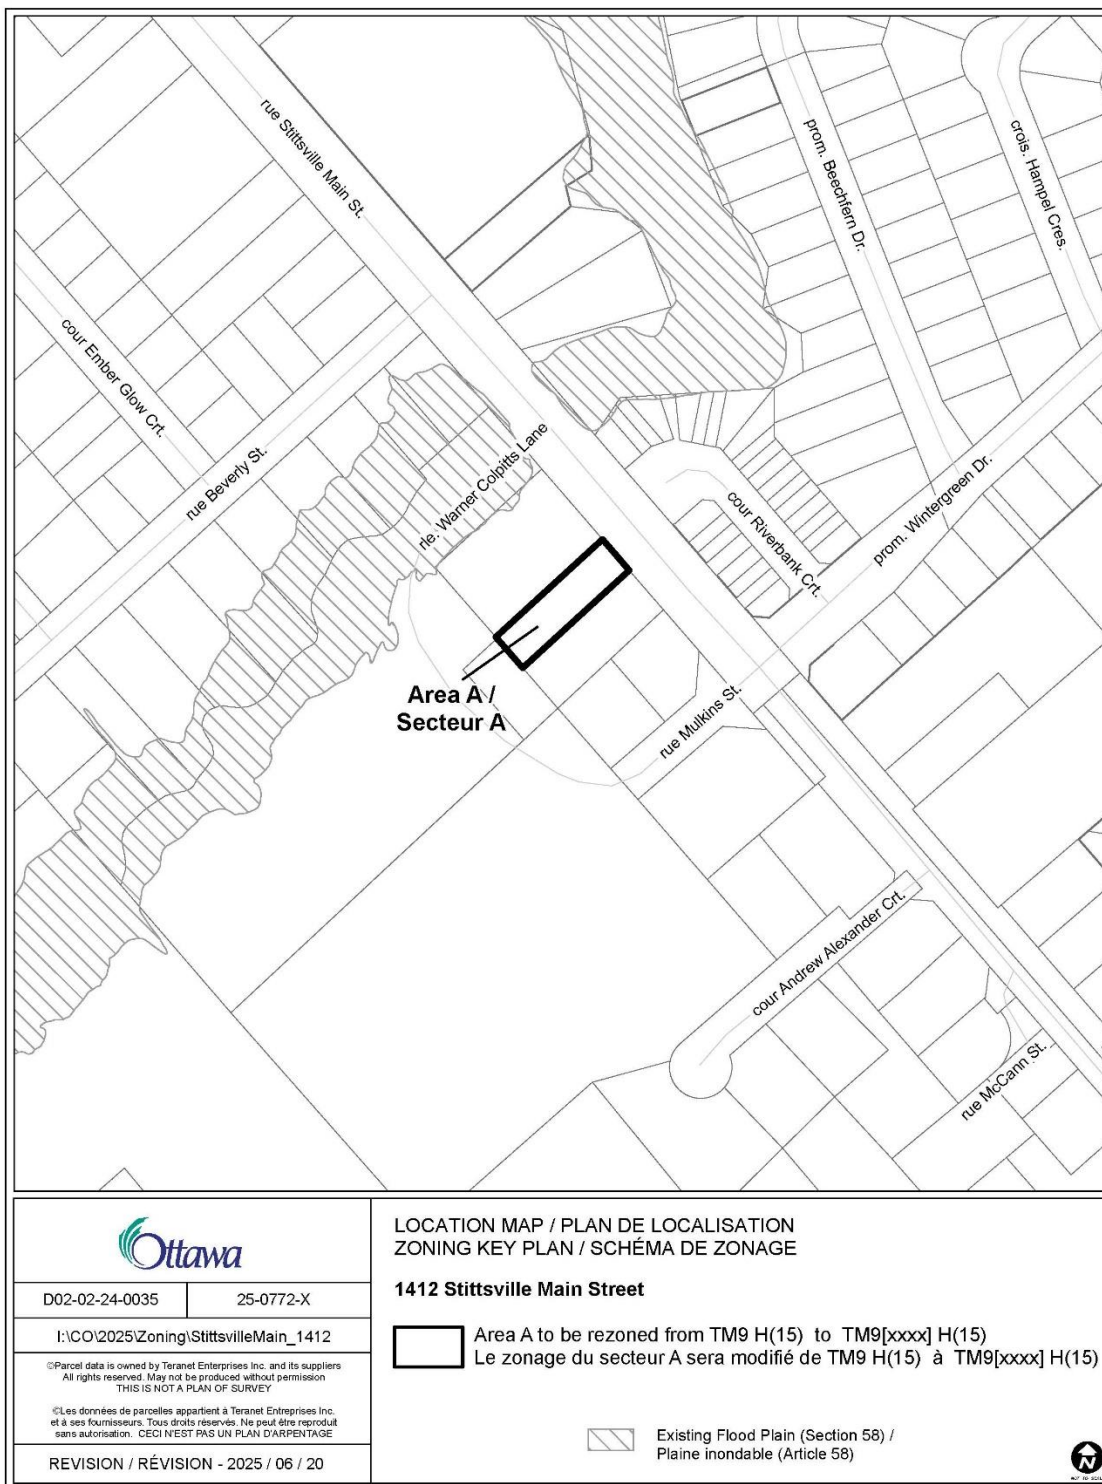 rue Stittsville Main St.
prom. Beechfern Dr.
crois. Hampel Cres.
cour Ember Glow Crt.
rue Beverly St.
rle. Warner Colpitts Lane
cour Riverbank Crt.
prom. Wintergreen Dr.
Area A /
Secteur A
rue Mulkins St.
cour Andrew Alexander Crt.
rue McCann St.
Ottawa
D02-02-24-0035
25-0772-X
I:\CO\2025\Zoning\StittsvilleMain_1412
©Parcel data is owned by Teranet Enterprises Inc. and its suppliers
All rights reserved. May not be produced without permission
THIS IS NOT A PLAN OF SURVEY
©Les données de parcelles appartient à Teranet Entreprises Inc.
et à ses fournisseurs. Tous droits réservés. Ne peut être reproduit
sans autorisation. CECI N'EST PAS UN PLAN D'ARPENTAGE
REVISION / RÉVISION - 2025 / 06 / 20
LOCATION MAP / PLAN DE LOCALISATION
ZONING KEY PLAN / SCHÉMA DE ZONAGE
1412 Stittsville Main Street
Area A to be rezoned from TM9 H(15) to TM9[xxxx] H(15)
Le zonage du secteur A sera modifié de TM9 H(15) à TM9[xxxx] H(15)
Existing Flood Plain (Section 58) /
Plaine inondable (Article 58)
N
NOT TO SCALE